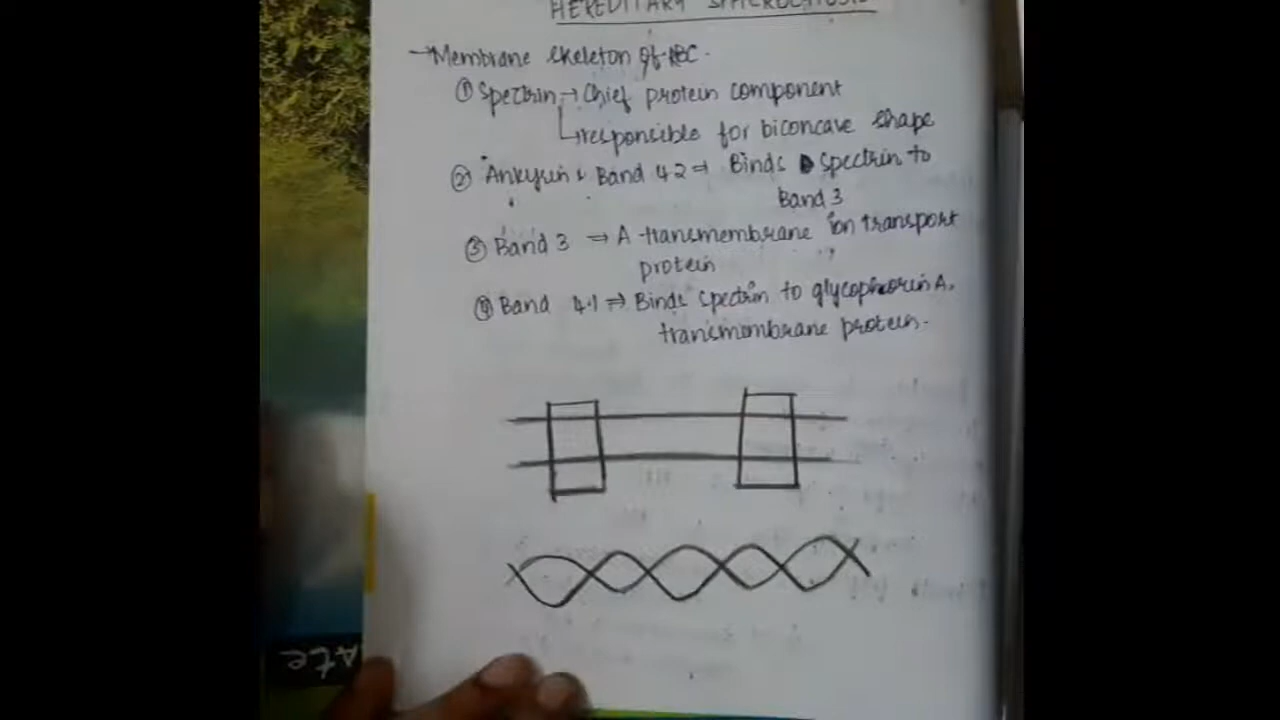 HEREDITARY SPHEROCYTOSIS
→ Membrane skeleton of RBC.
① Spectrin → Chief protein component
↳ responsible for biconcave shape
② Ankyrin & Band 4.2 ⇒ Binds spectrin to
Band 3
③ Band 3 ⇒ A transmembrane ion transport
protein
④ Band 4.1 ⇒ Binds spectrin to glycophorin A.
transmembrane protein.
ATE